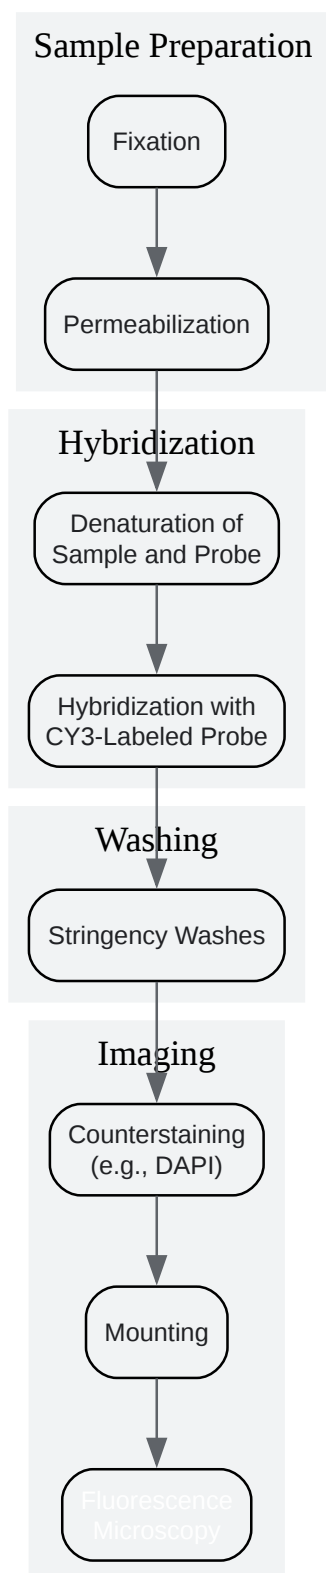 Sample Preparation
Fixation
Permeabilization
Hybridization
Denaturation of
Sample and Probe
Hybridization with
CY3-Labeled Probe
Washing
Stringency Washes
Imaging
Counterstaining
(e.g., DAPI)
Mounting
Fluorescence
Microscopy